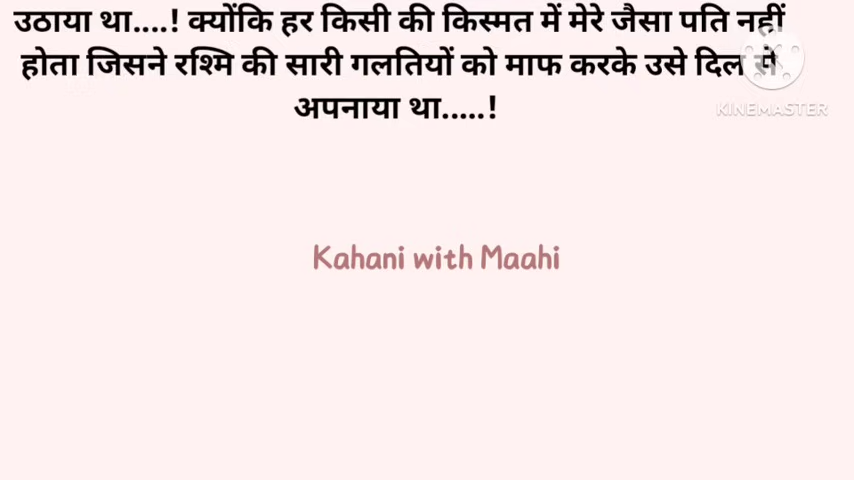 उठाया था....! क्योंकि हर किसी की किस्मत में मेरे जैसा पति नहीं
होता जिसने रश्मि की सारी गलतियों को माफ करके उसे दिल से
अपनाया था.....!
KINEMASTER
Kahani with Maahi